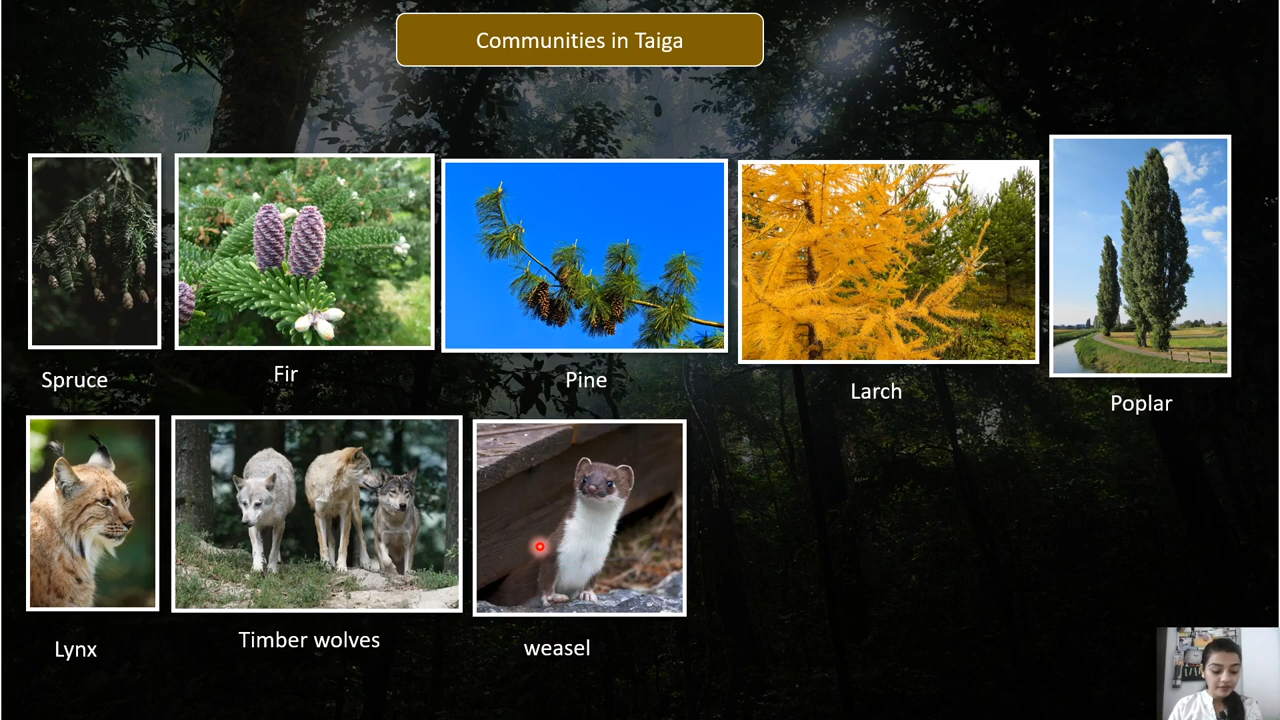 Communities in Taiga
Spruce
Fir
Pine
Larch
Poplar
Lynx
Timber wolves
weasel